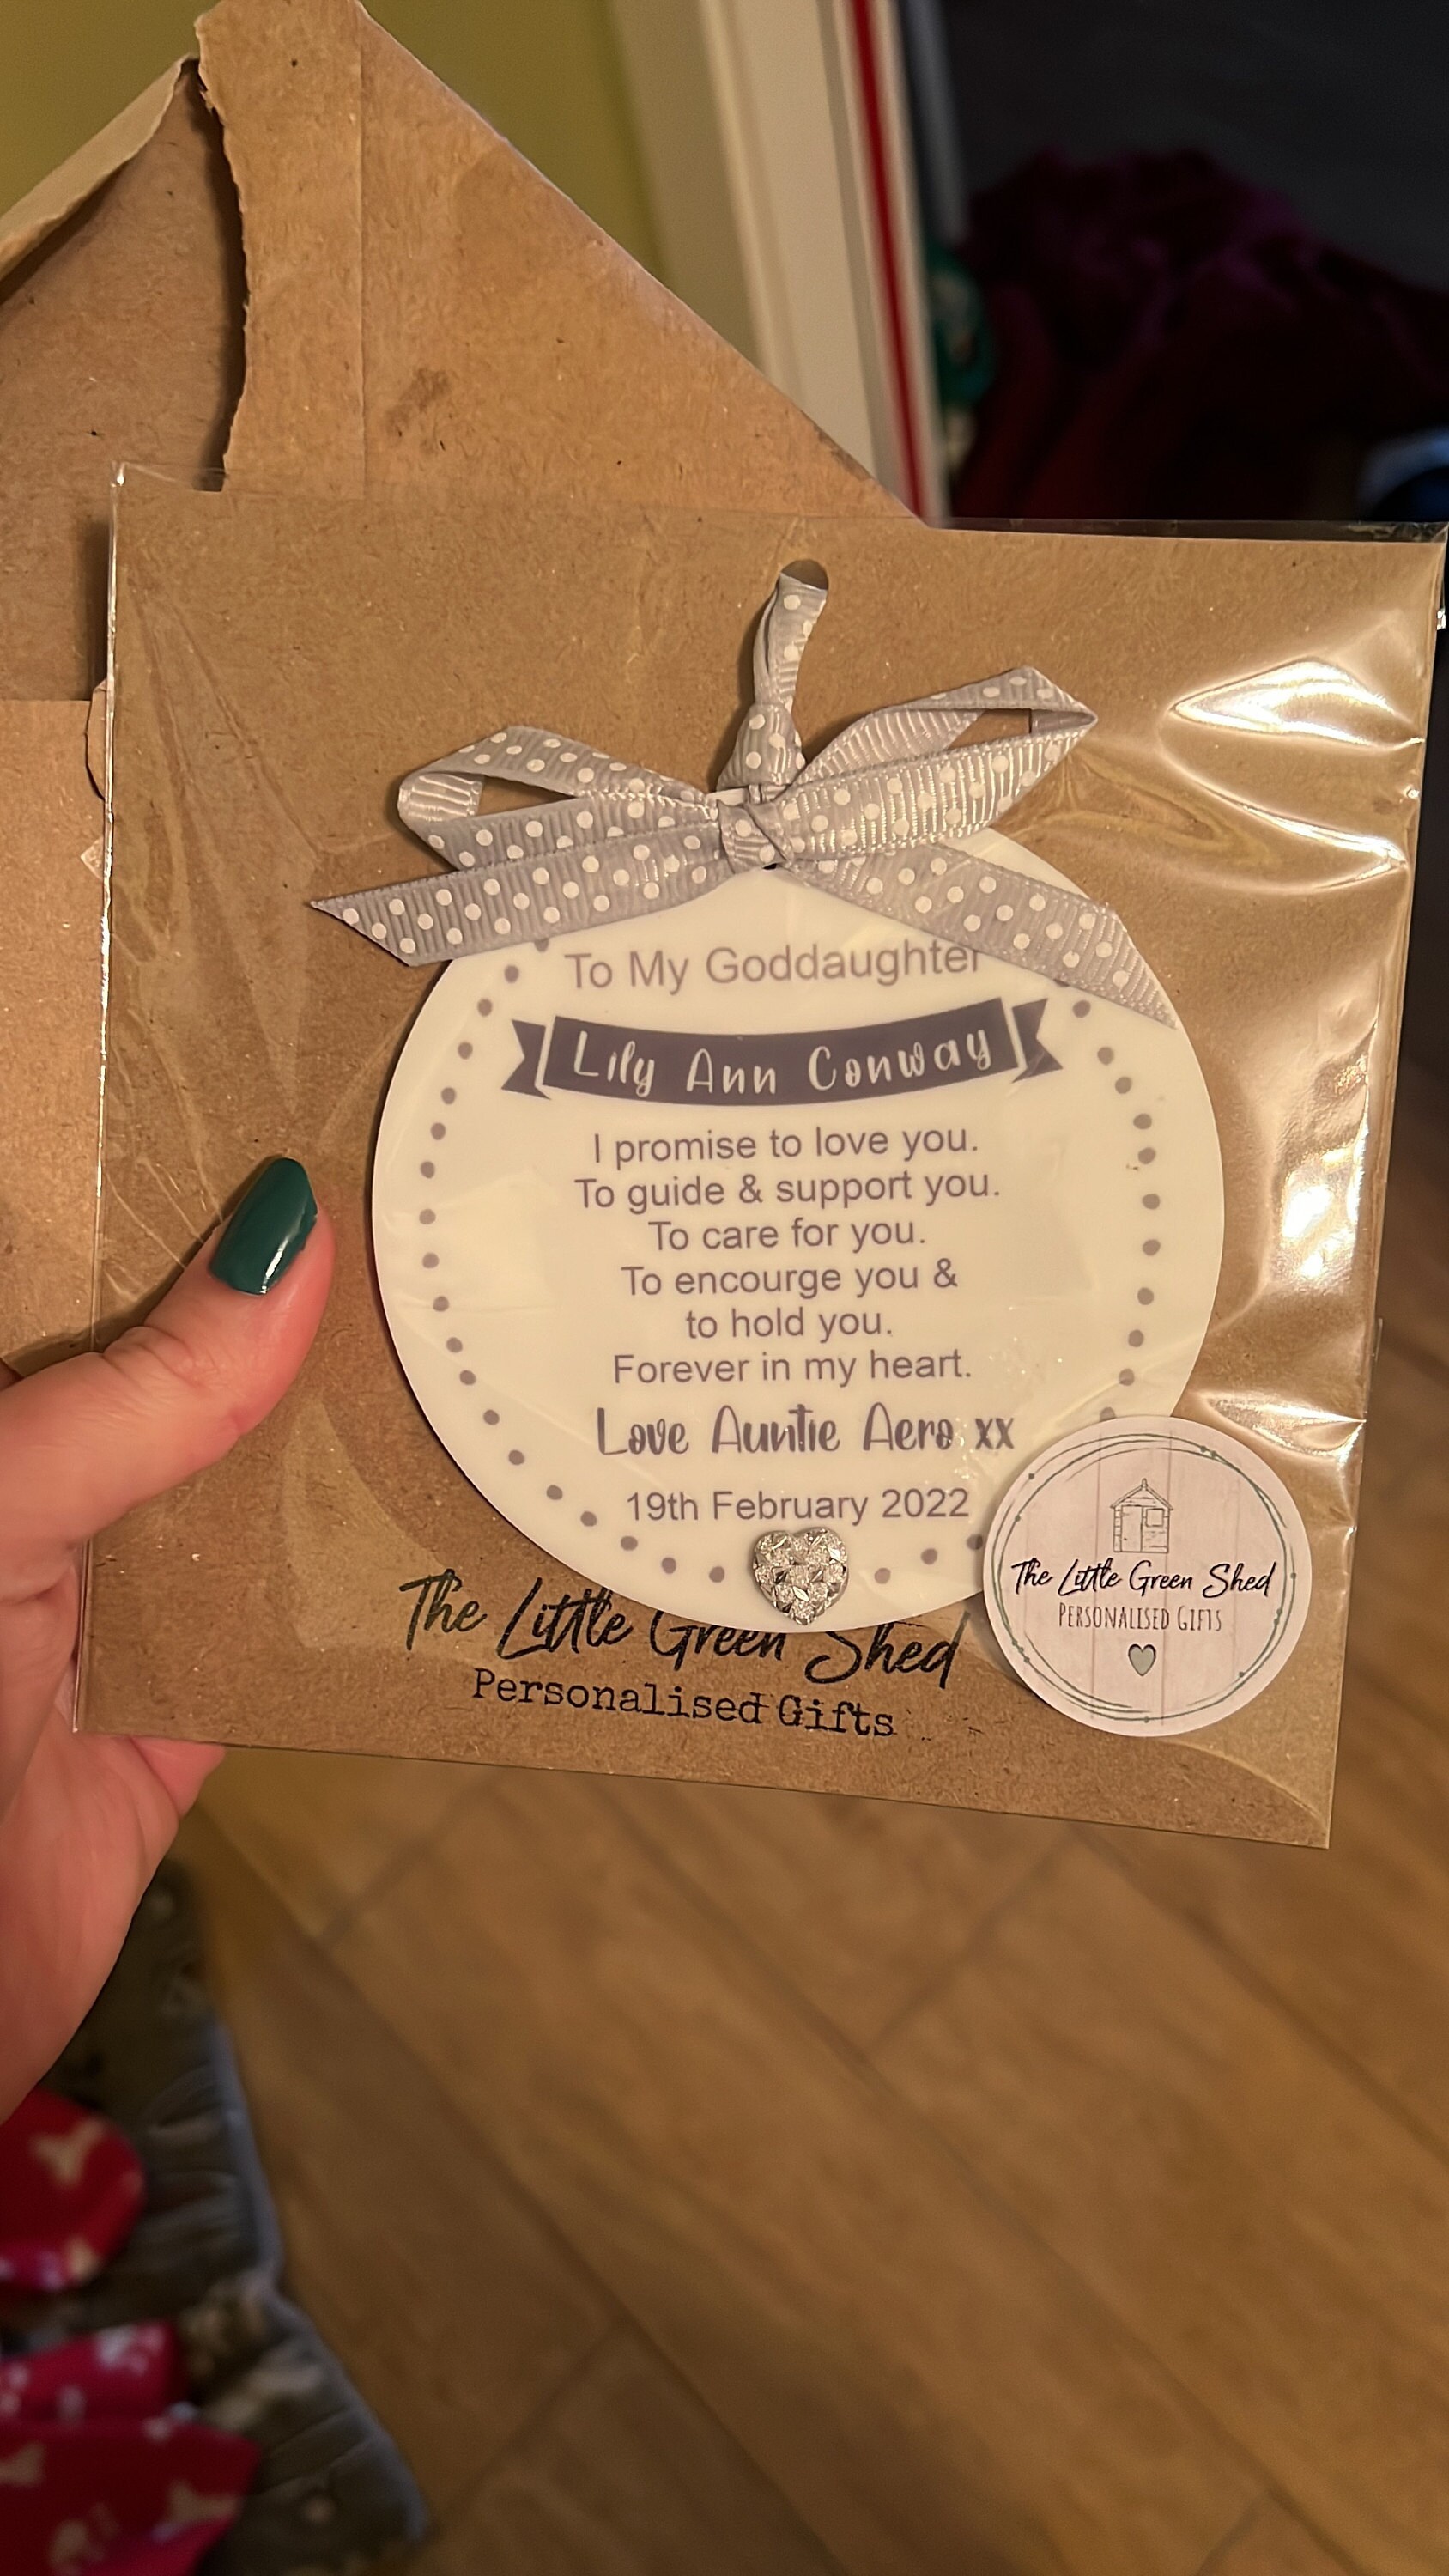 To My Goddaughter
Lily Ann Conway
I promise to love you.
To guide & support you.
To care for you.
To encourge you &
to hold you.
Forever in my heart.
Love Auntie Aero xx
19th February 2022
The Little Green Shed
Personalised Gifts
The Little Green Shed
PERSONALISED GIFTS